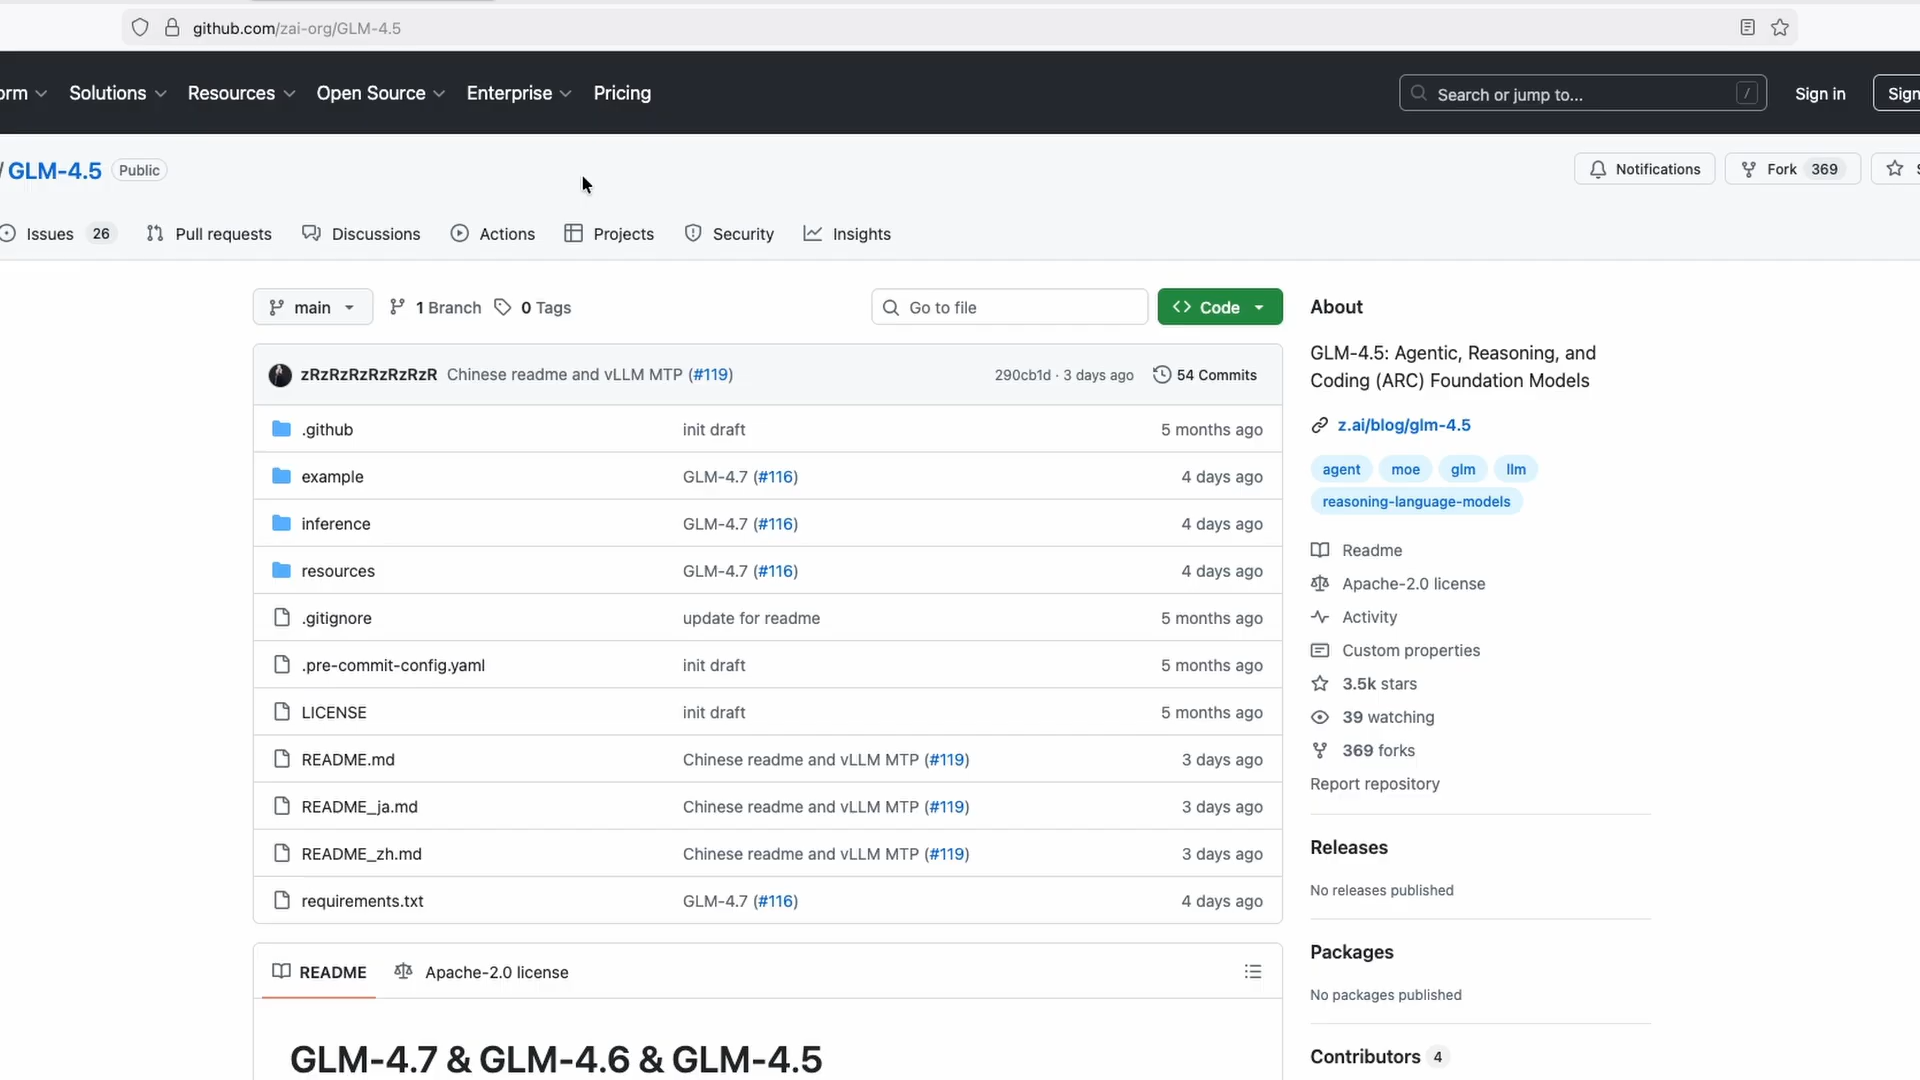 github.com/zai-org/GLM-4.5
orm Solutions Resources Open Source Enterprise Pricing Search or jump to... / Sign in Sign
/ GLM-4.5 Public Notifications Fork 369 S
Issues 26 Pull requests Discussions Actions Projects Security Insights
main 1 Branch 0 Tags Go to file Code
zRzRzRzRzRzRzR Chinese readme and vLLM MTP (#119) 290cb1d · 3 days ago 54 Commits
.github init draft 5 months ago
example GLM-4.7 (#116) 4 days ago
inference GLM-4.7 (#116) 4 days ago
resources GLM-4.7 (#116) 4 days ago
.gitignore update for readme 5 months ago
.pre-commit-config.yaml init draft 5 months ago
LICENSE init draft 5 months ago
README.md Chinese readme and vLLM MTP (#119) 3 days ago
README_ja.md Chinese readme and vLLM MTP (#119) 3 days ago
README_zh.md Chinese readme and vLLM MTP (#119) 3 days ago
requirements.txt GLM-4.7 (#116) 4 days ago
README Apache-2.0 license
GLM-4.7 & GLM-4.6 & GLM-4.5
About
GLM-4.5: Agentic, Reasoning, and
Coding (ARC) Foundation Models
z.ai/blog/glm-4.5
agent moe glm llm
reasoning-language-models
Readme
Apache-2.0 license
Activity
Custom properties
3.5k stars
39 watching
369 forks
Report repository
Releases
No releases published
Packages
No packages published
Contributors 4